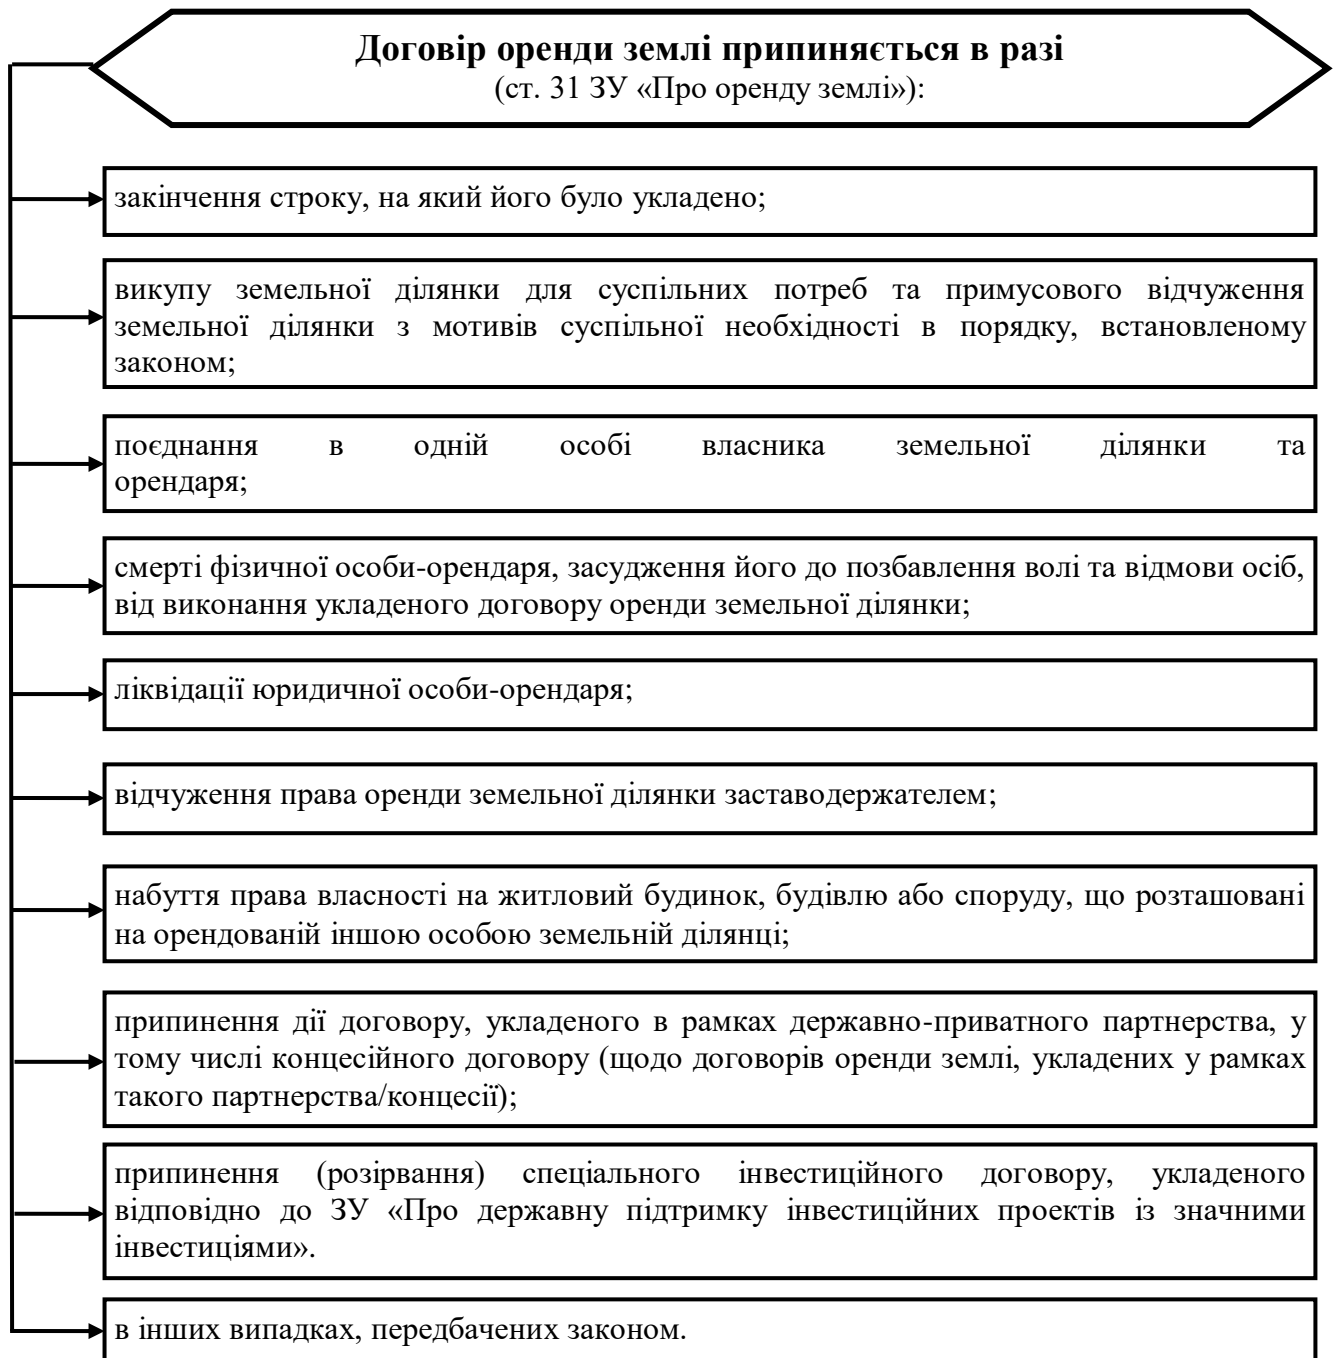 Договір оренди землі припиняється в разі
(ст. 31 ЗУ «Про оренду землі»):
закінчення строку, на який його було укладено;
викупу земельної ділянки для суспільних потреб та примусового відчуження
земельної ділянки з мотивів суспільної необхідності в порядку, встановленому
законом;
поєднання в одній особі власника земельної ділянки та
орендаря;
смерті фізичної особи-орендаря, засудження його до позбавлення волі та відмови осіб,
від виконання укладеного договору оренди земельної ділянки;
ліквідації юридичної особи-орендаря;
відчуження права оренди земельної ділянки заставодержателем;
набуття права власності на житловий будинок, будівлю або споруду, що розташовані
на орендованій іншою особою земельній ділянці;
припинення дії договору, укладеного в рамках державно-приватного партнерства, у
тому числі концесійного договору (щодо договорів оренди землі, укладених у рамках
такого партнерства/концесії);
припинення (розірвання) спеціального інвестиційного договору, укладеного
відповідно до ЗУ «Про державну підтримку інвестиційних проектів із значними
інвестиціями».
в інших випадках, передбачених законом.